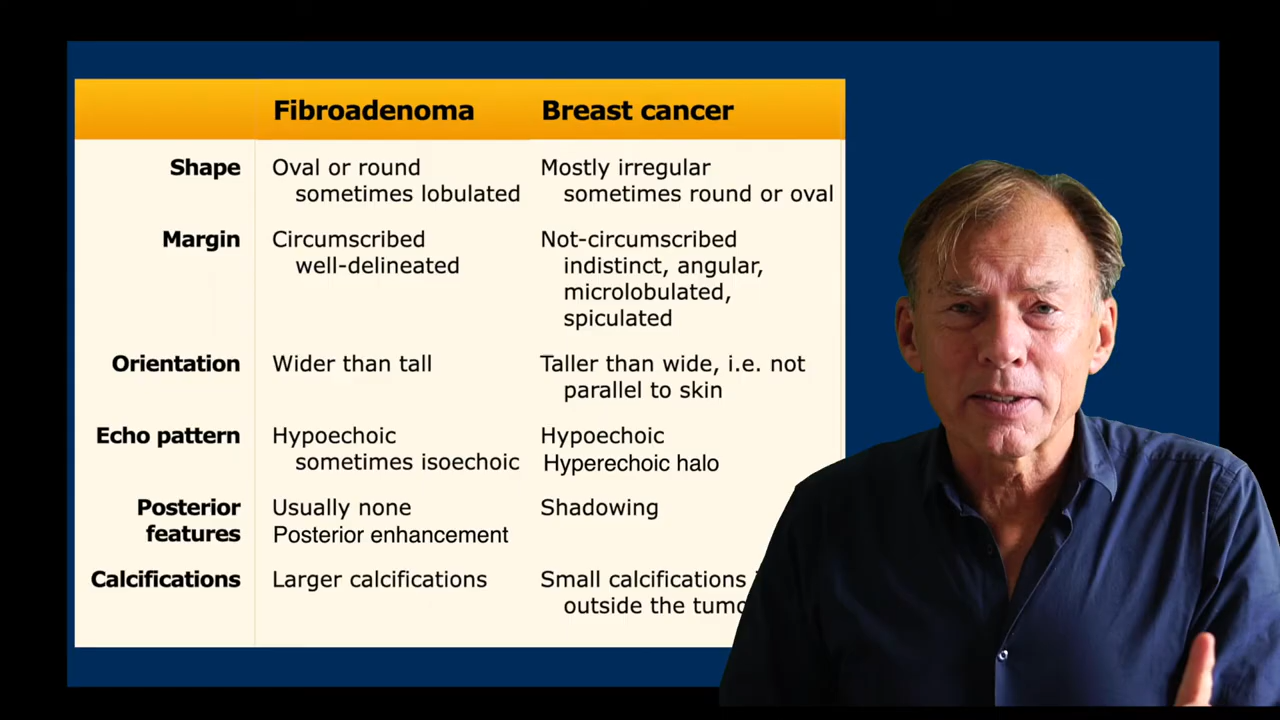 Fibroadenoma Breast cancer
Shape Oval or round Mostly irregular
sometimes lobulated sometimes round or oval
Margin Circumscribed Not-circumscribed
well-delineated indistinct, angular,
microlobulated,
spiculated
Orientation Wider than tall Taller than wide, i.e. not
parallel to skin
Echo pattern Hypoechoic Hypoechoic
sometimes isoechoic Hyperechoic halo
Posterior Usually none Shadowing
features Posterior enhancement
Calcifications Larger calcifications Small calcifications
outside the